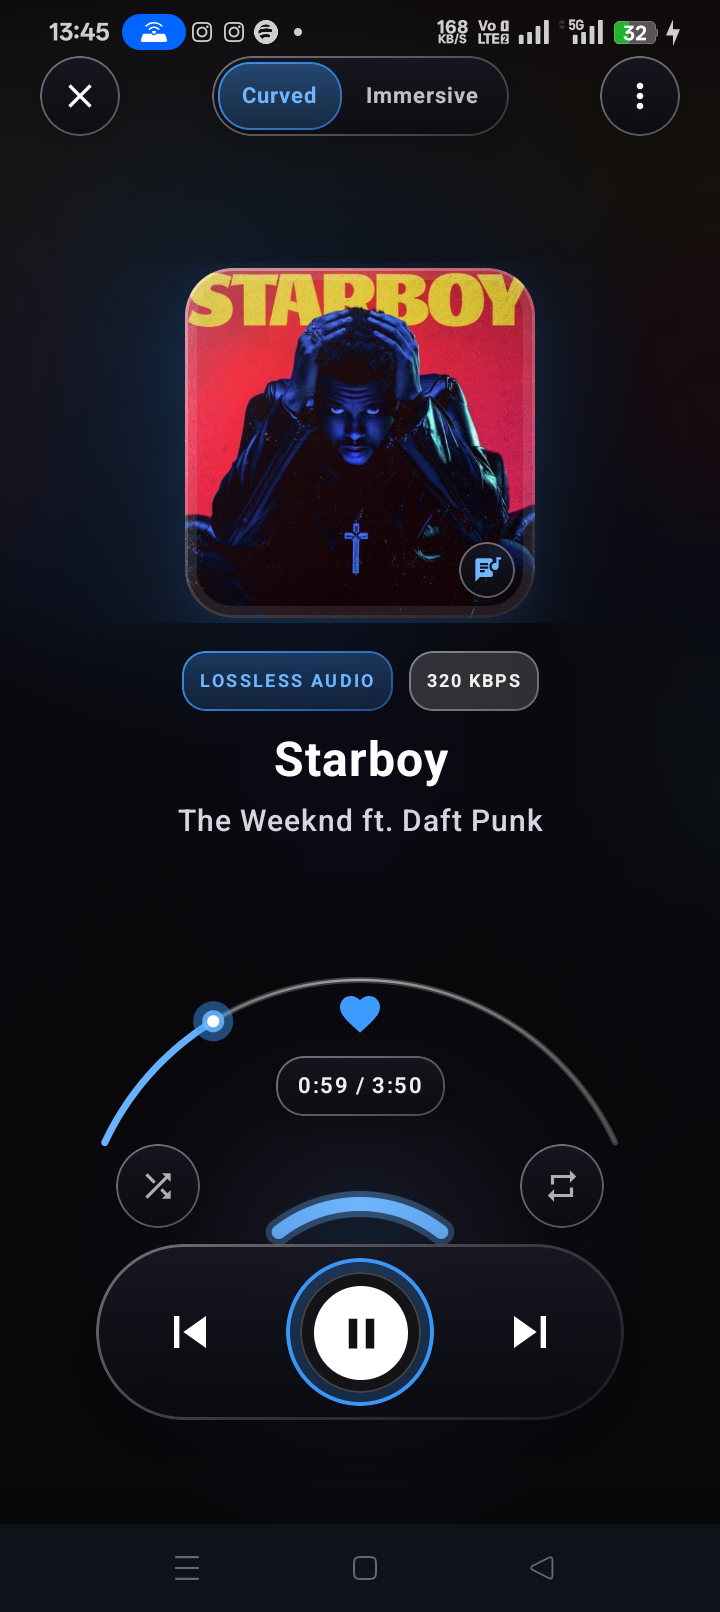 13:45
168 KB/S
Vo LTE2
5G
32
Curved
Immersive
STARBOY
LOSSLESS AUDIO
320 KBPS
Starboy
The Weeknd ft. Daft Punk
0:59 / 3:50